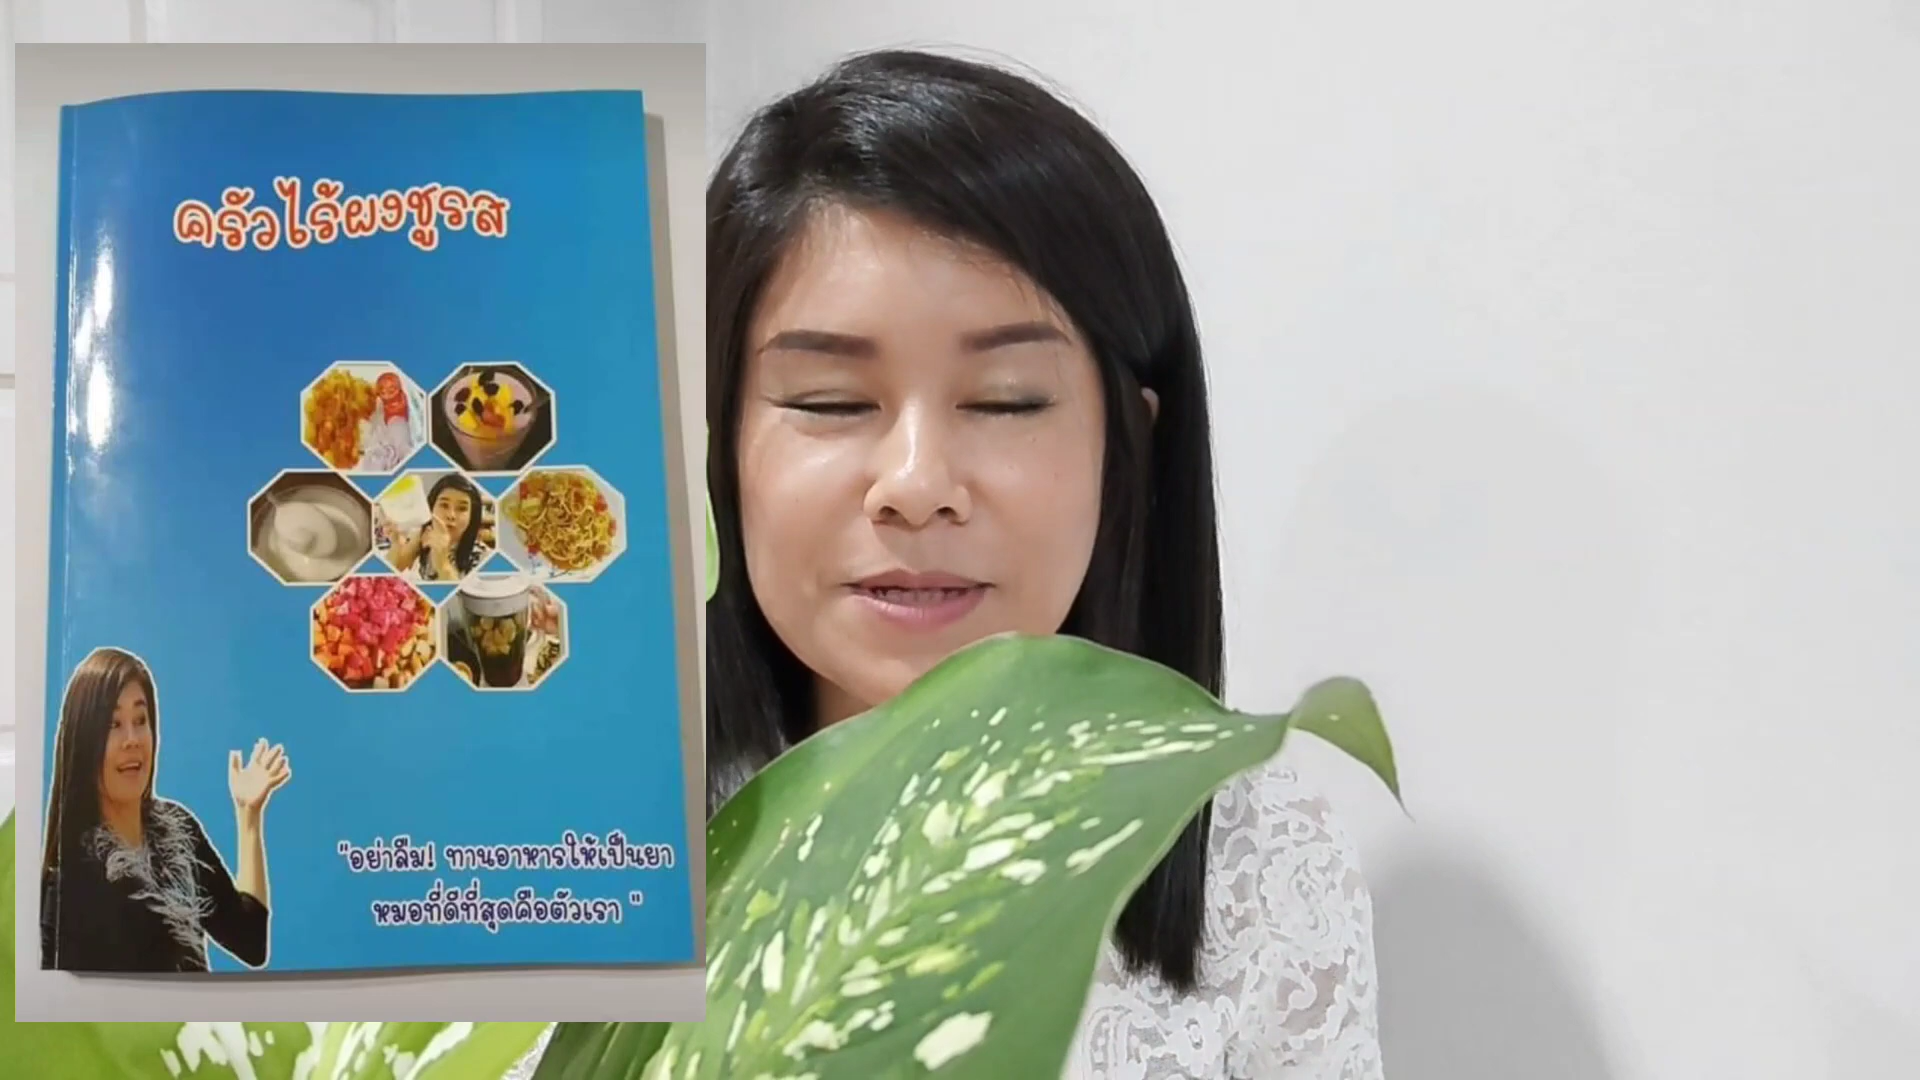 ครัวไร้ผงชูรส
"อย่าลืม! ทานอาหารให้เป็นยา
หมอที่ดีที่สุดคือตัวเรา "